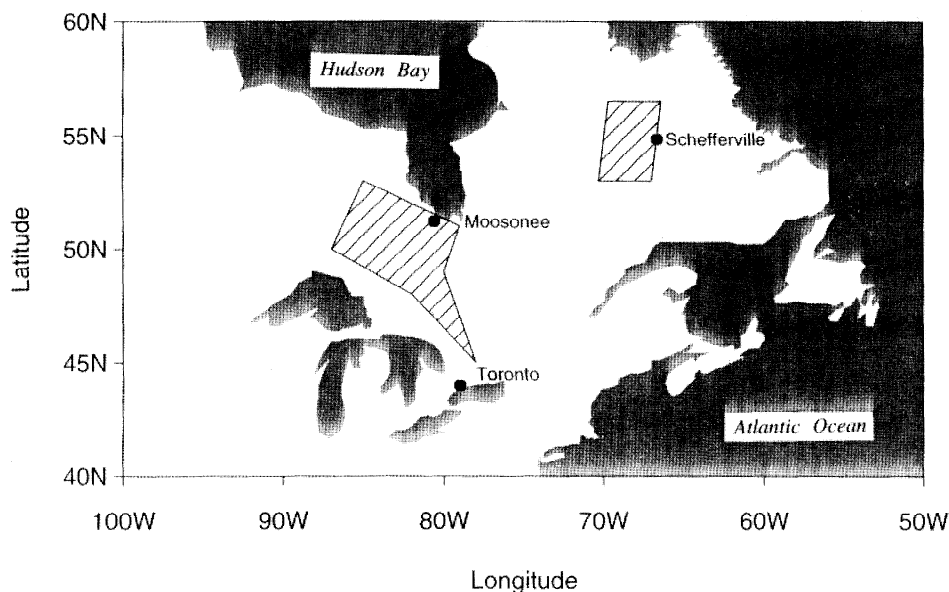 60N
Hudson Bay
55N
Schefferville
Moosonee
50N
Latitude
45N
Toronto
Atlantic Ocean
40N
100W 90W 80W 70W 60W 50W
Longitude